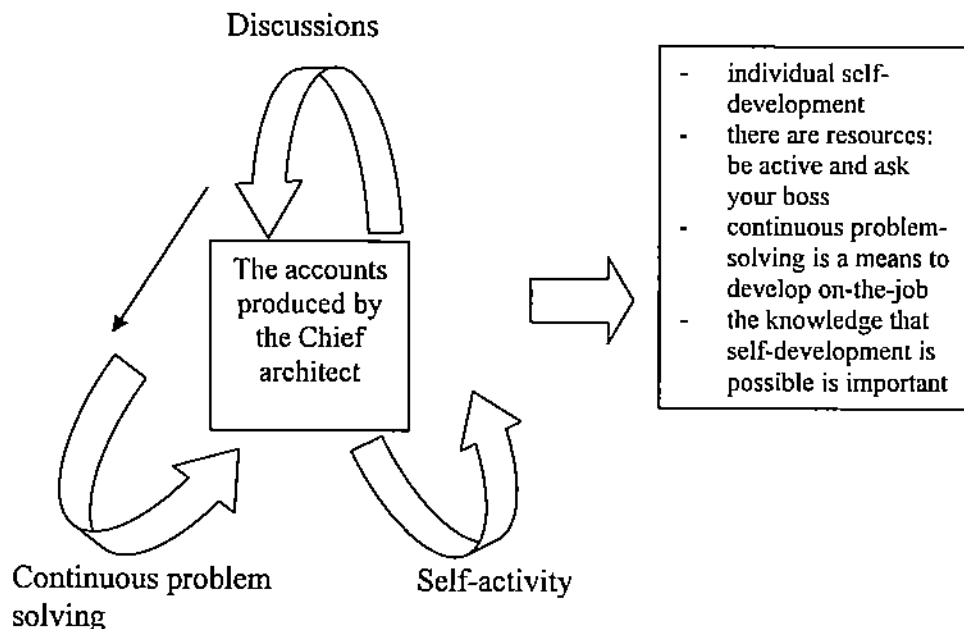 Discussions
The accounts
produced by
the Chief
architect
- individual self-
development
- there are resources:
be active and ask
your boss
- continuous problem-
solving is a means to
develop on-the-job
- the knowledge that
self-development is
possible is important
Continuous problem
solving
Self-activity